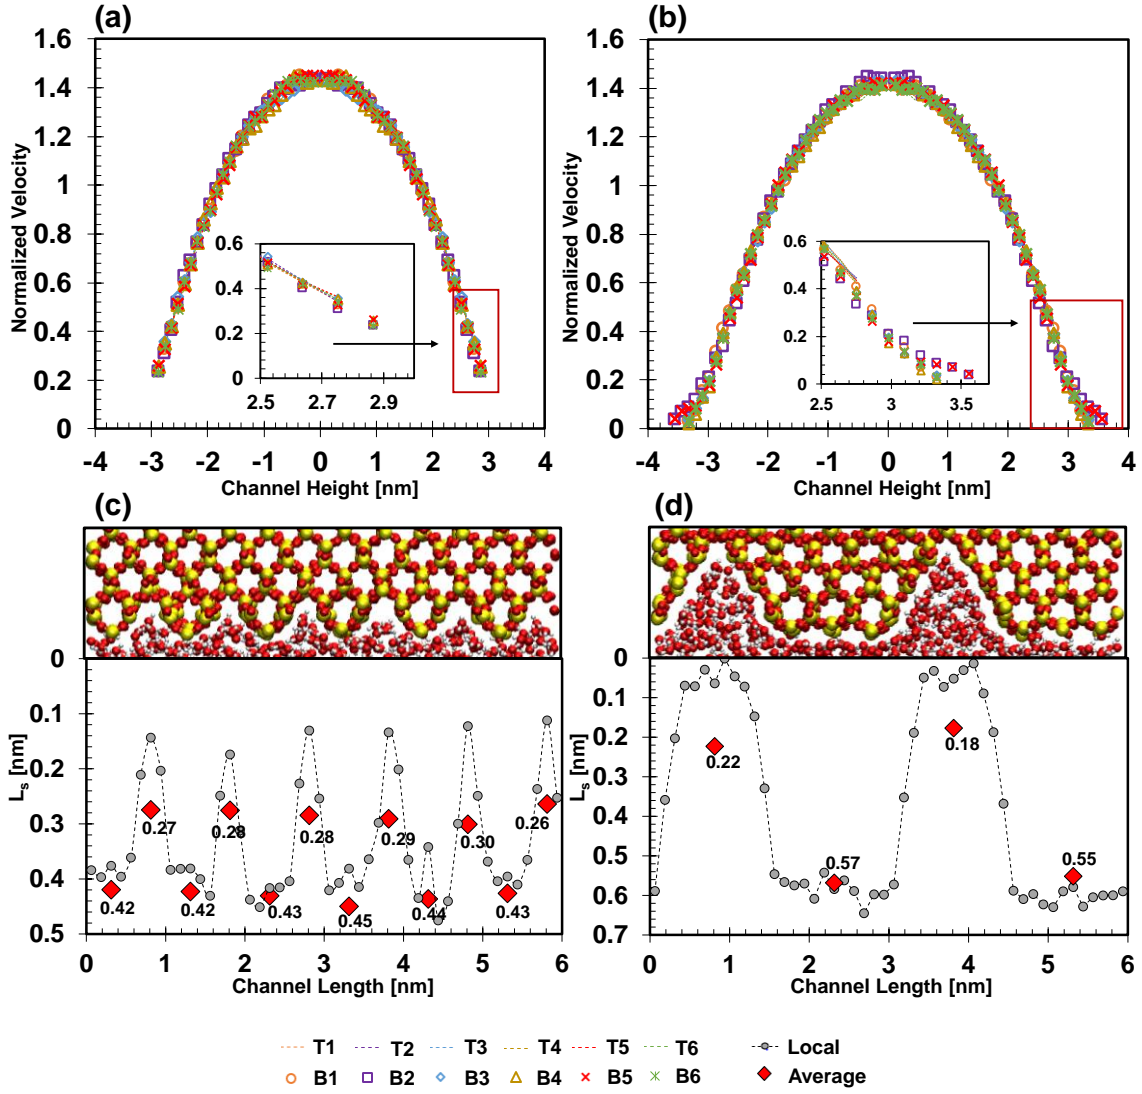 (a)
(b)
1.6
1.4
1.2
1
0.8
0.6
0.4
0.2
0
Normalized Velocity
0.6
0.4
0.2
0
2.5 2.7 2.9
-4 -3 -2 -1 0 1 2 3 4
Channel Height [nm]
1.6
1.4
1.2
1
0.8
0.6
0.4
0.2
0
Normalized Velocity
0.6
0.4
0.2
0
2.5 3 3.5
-4 -3 -2 -1 0 1 2 3 4
Channel Height [nm]
(c)
(d)
0
0.1
0.2
0.3
0.4
0.5
Ls [nm]
0.27 0.28 0.28 0.29 0.30 0.26
0.42 0.42 0.43 0.45 0.44 0.43
0 1 2 3 4 5 6
Channel Length [nm]
0
0.1
0.2
0.3
0.4
0.5
0.6
0.7
Ls [nm]
0.22 0.18
0.57 0.55
0 1 2 3 4 5 6
Channel Length [nm]
T1 T2 T3 T4 T5 T6 Local
B1 B2 B3 B4 B5 B6 Average